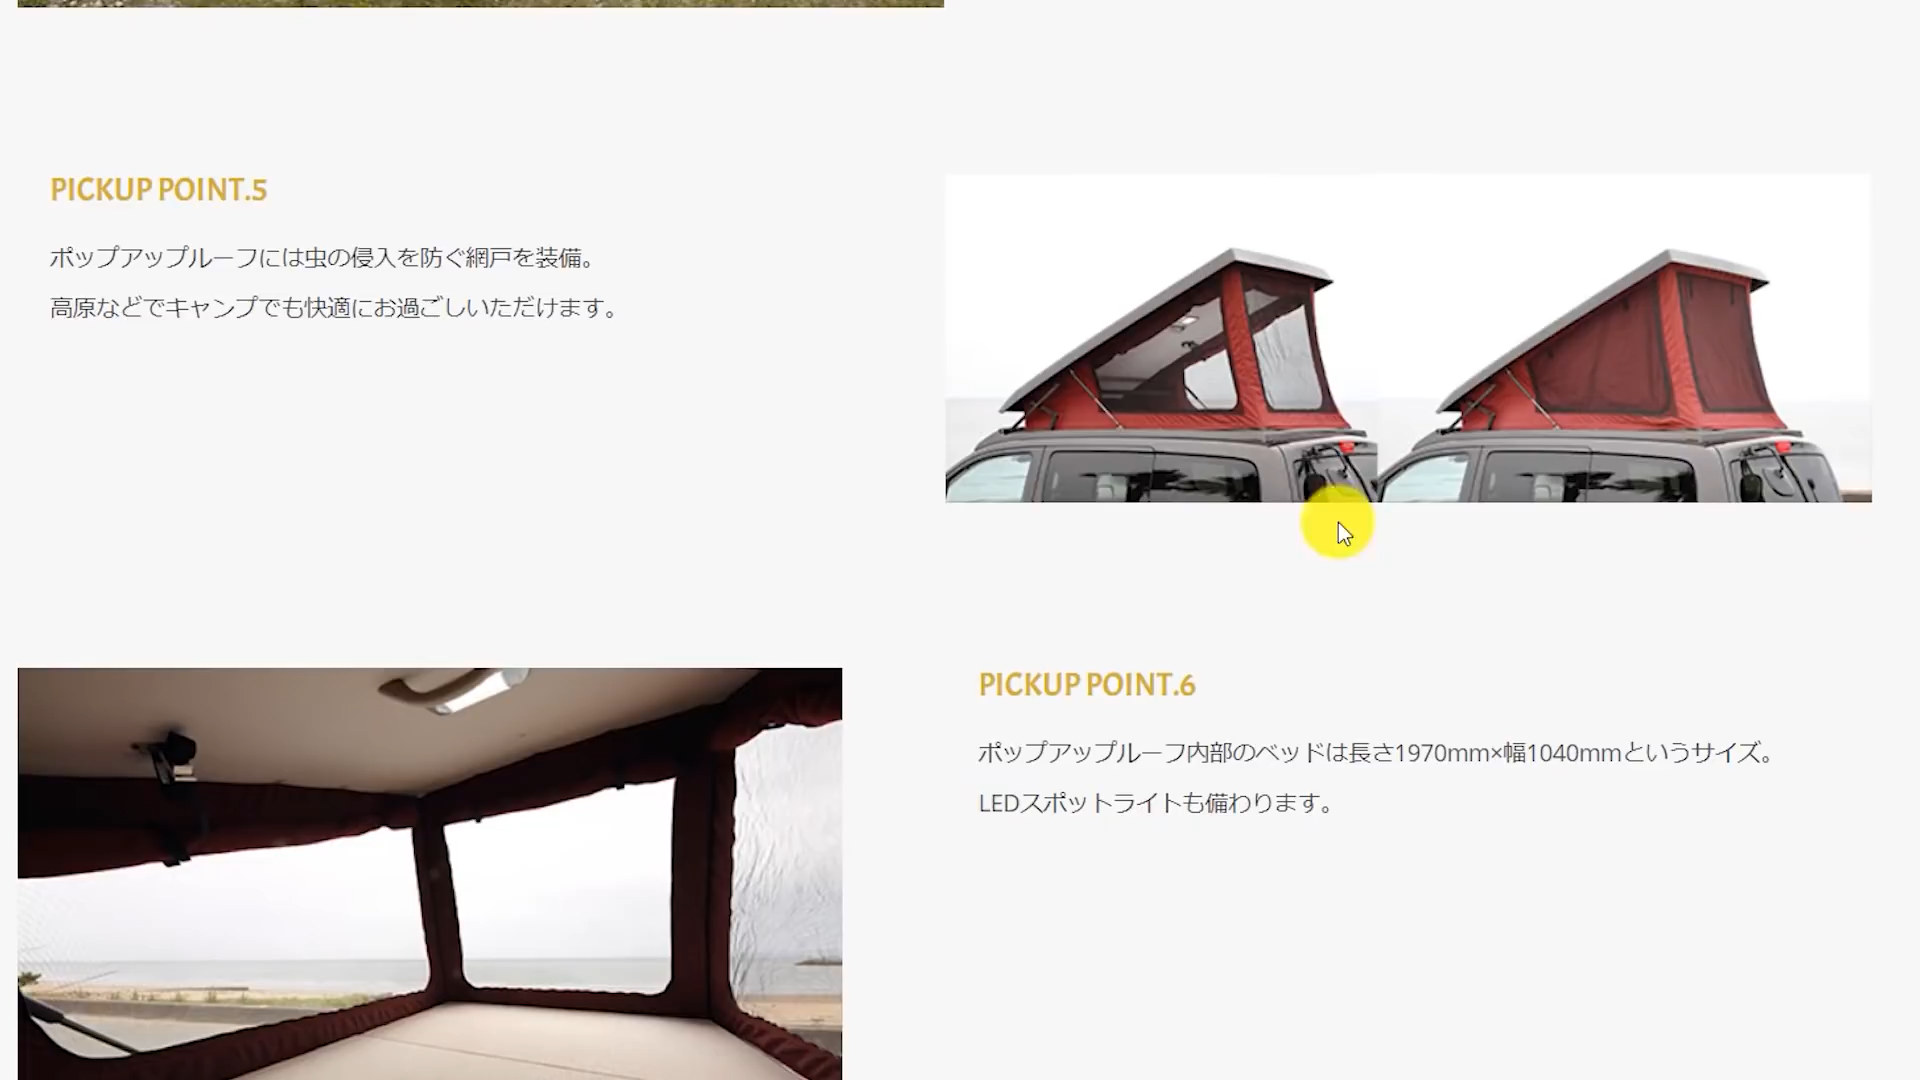 PICKUP POINT.5
ポップアップルーフには虫の侵入を防ぐ網戸を装備。
高原などでキャンプでも快適にお過ごしいただけます。
PICKUP POINT.6
ポップアップルーフ内部のベッドは長さ1970mm×幅1040mmというサイズ。
LEDスポットライトも備わります。